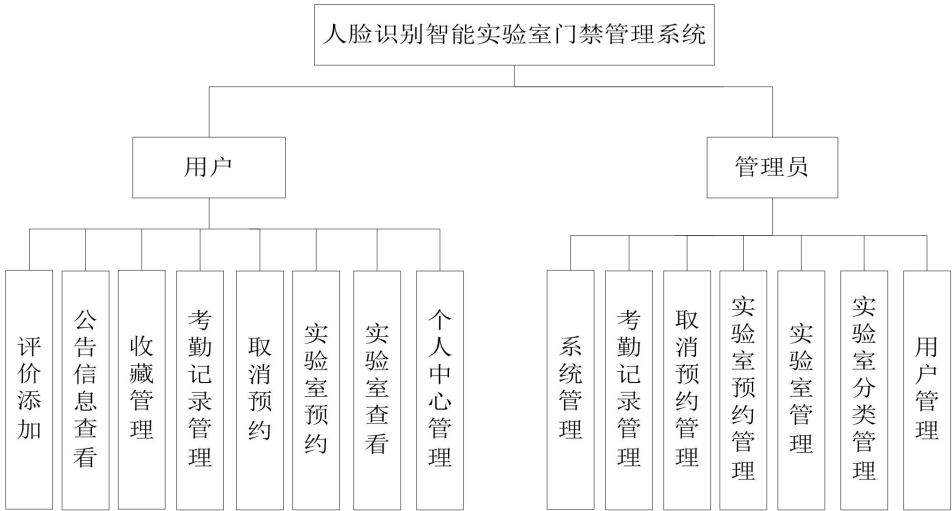 人脸识别智能实验室门禁管理系统
用户
管理员
评价添加
公告信息查看
收藏管理
考勤记录管理
取消预约
实验室预约
实验室查看
个人中心管理
系统管理
考勤记录管理
取消预约管理
实验室预约管理
实验室管理
实验室分类管理
用户管理